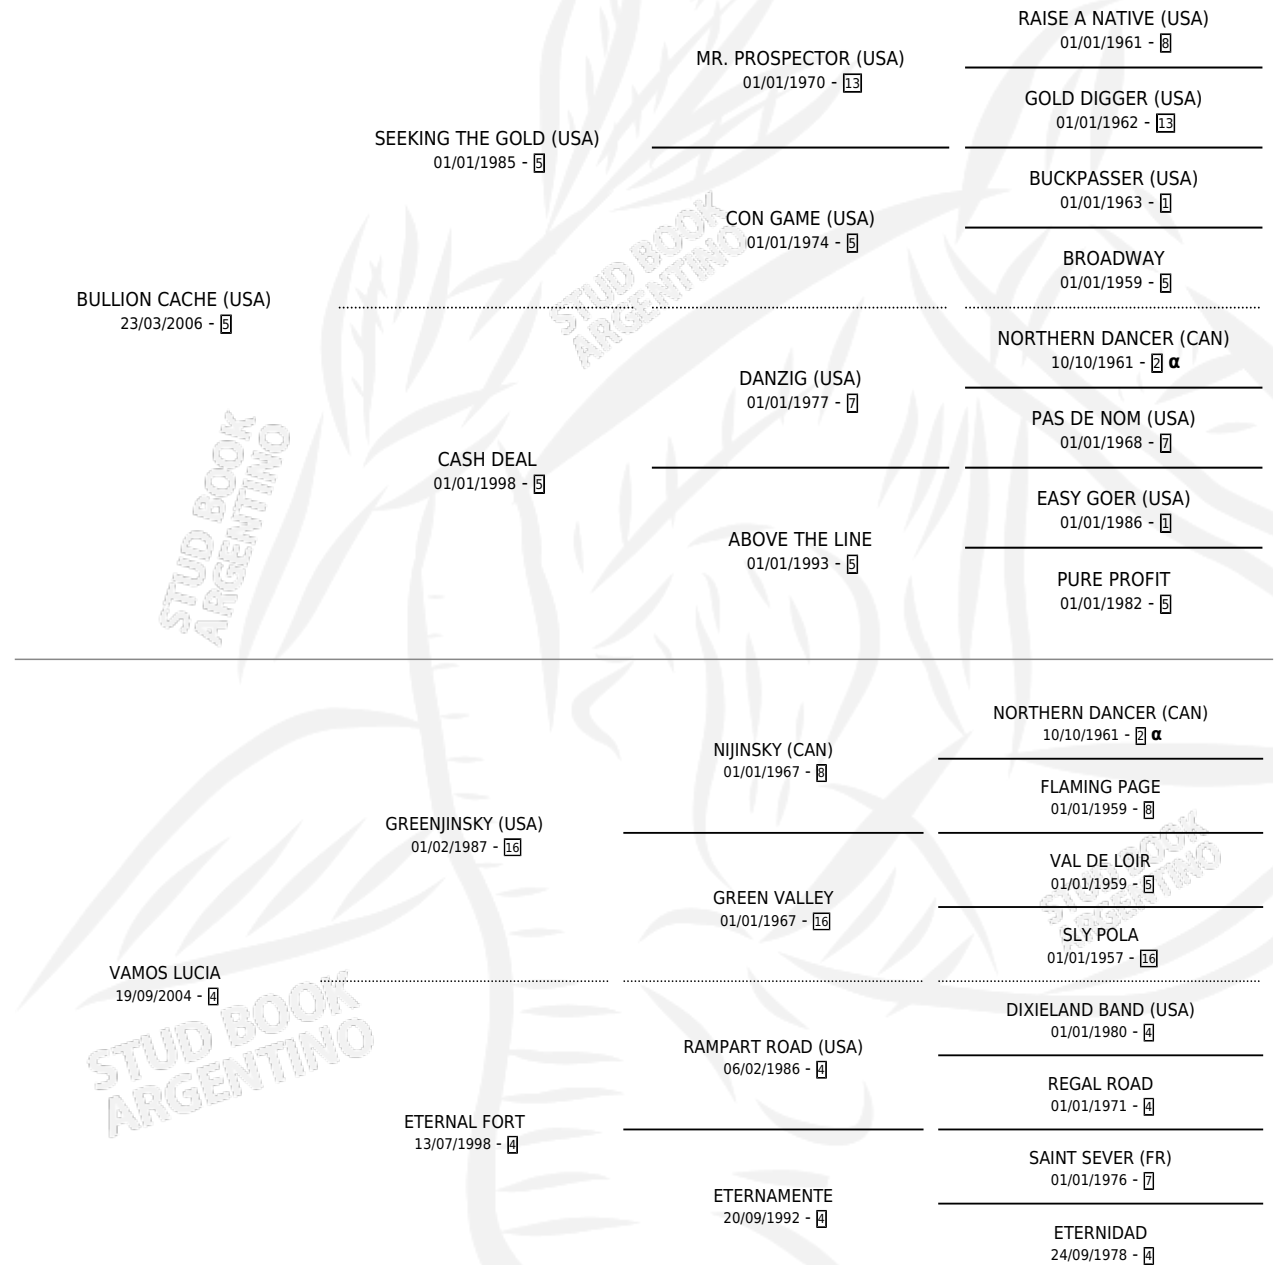 RAISE A NATIVE (USA)
01/01/1961 - 8
MR. PROSPECTOR (USA)
01/01/1970 - 13
GOLD DIGGER (USA)
01/01/1962 - 13
SEEKING THE GOLD (USA)
01/01/1985 - 5
BUCKPASSER (USA)
01/01/1963 - 1
CON GAME (USA)
01/01/1974 - 5
BROADWAY
01/01/1959 - 5
BULLION CACHE (USA)
23/03/2006 - 5
NORTHERN DANCER (CAN)
10/10/1961 - 2 α
DANZIG (USA)
01/01/1977 - 7
PAS DE NOM (USA)
01/01/1968 - 7
CASH DEAL
01/01/1998 - 5
EASY GOER (USA)
01/01/1986 - 1
ABOVE THE LINE
01/01/1993 - 5
PURE PROFIT
01/01/1982 - 5
NORTHERN DANCER (CAN)
10/10/1961 - 2 α
NIJINSKY (CAN)
01/01/1967 - 8
FLAMING PAGE
01/01/1959 - 8
GREENJINSKY (USA)
01/02/1987 - 16
VAL DE LOIR
01/01/1959 - 5
GREEN VALLEY
01/01/1967 - 16
SLY POLA
01/01/1957 - 16
VAMOS LUCIA
19/09/2004 - 4
DIXIELAND BAND (USA)
01/01/1980 - 4
RAMPART ROAD (USA)
06/02/1986 - 4
REGAL ROAD
01/01/1971 - 4
ETERNAL FORT
13/07/1998 - 4
SAINT SEVER (FR)
01/01/1976 - 7
ETERNAMENTE
20/09/1992 - 4
ETERNIDAD
24/09/1978 - 4
STUD BOOK
ARGENTINO
STUD BOOK
ARGENTINO
STUD BOOK
ARGENTINO
STUD BOOK
ARGENTINO